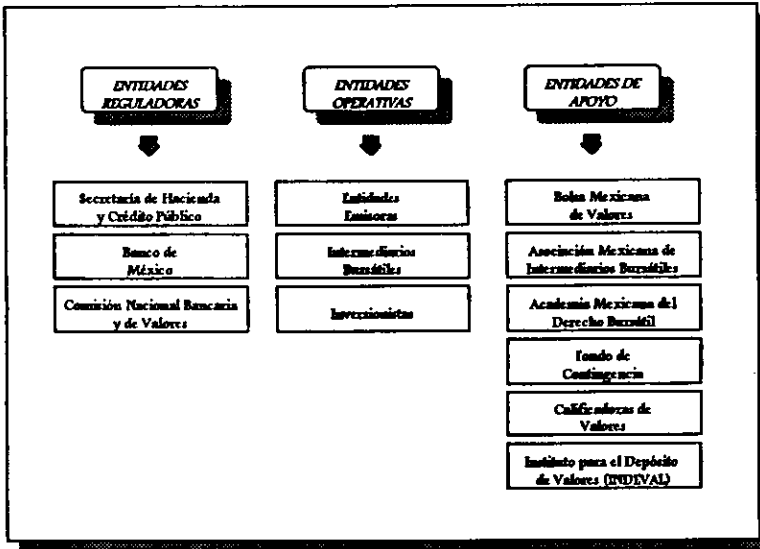 ENTIDADES
REGULADORAS
Secretaría de Hacienda
y Crédito Público
Banco de
México
Comisión Nacional Bancaria
y de Valores
ENTIDADES
OPERATIVAS
Entidades
Emisoras
Intermediarios
Bursátiles
Inversionistas
ENTIDADES DE
APOYO
Bolsa Mexicana
de Valores
Asociación Mexicana de
Intermediarios Bursátiles
Academia Mexicana del
Derecho Bursátil
Fondo de
Contingencia
Calificadoras de
Valores
Instituto para el Depósito
de Valores (INDEVAL)